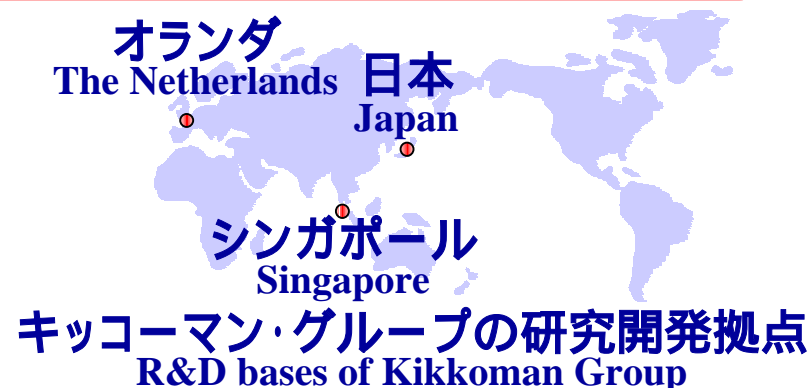 オランダ
The Netherlands
日本
Japan
シンガポール
Singapore
キッコーマン・グループの研究開発拠点
R&D bases of Kikkoman Group